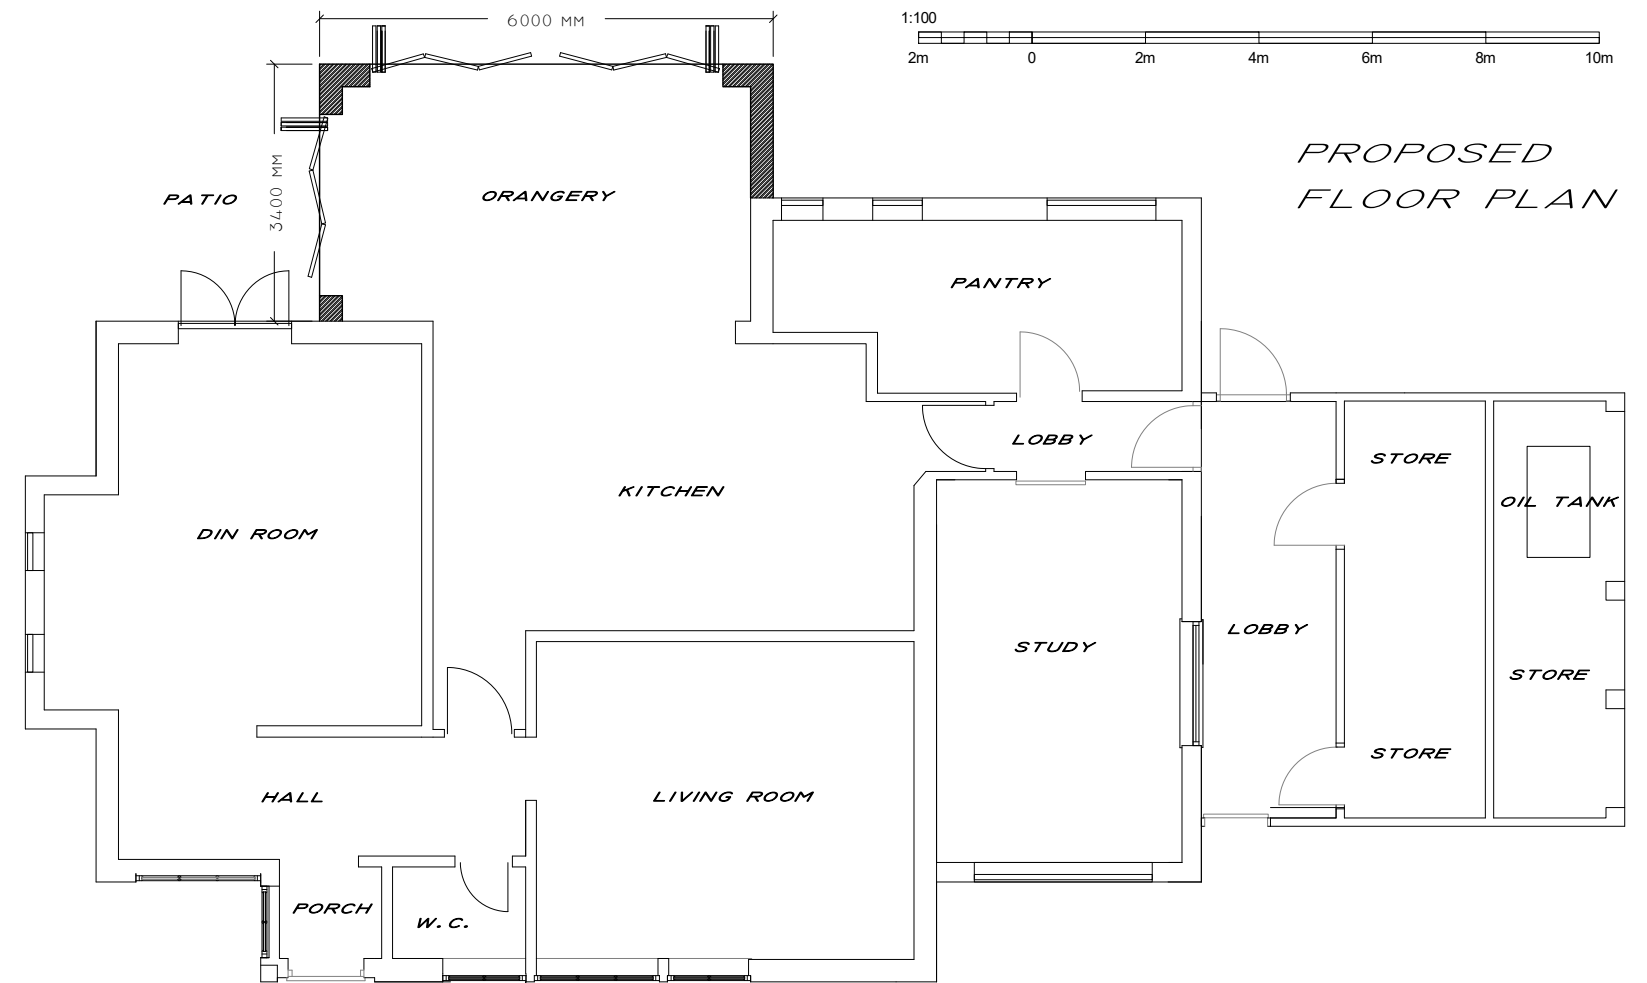 6000 MM
1:100
2m 0 2m 4m 6m 8m 10m
PROPOSED
FLOOR PLAN
3400 MM
PATIO
ORANGERY
PANTRY
LOBBY
STORE
KITCHEN
OIL TANK
DIN ROOM
LOBBY
STUDY
STORE
STORE
HALL
LIVING ROOM
PORCH
W.C.